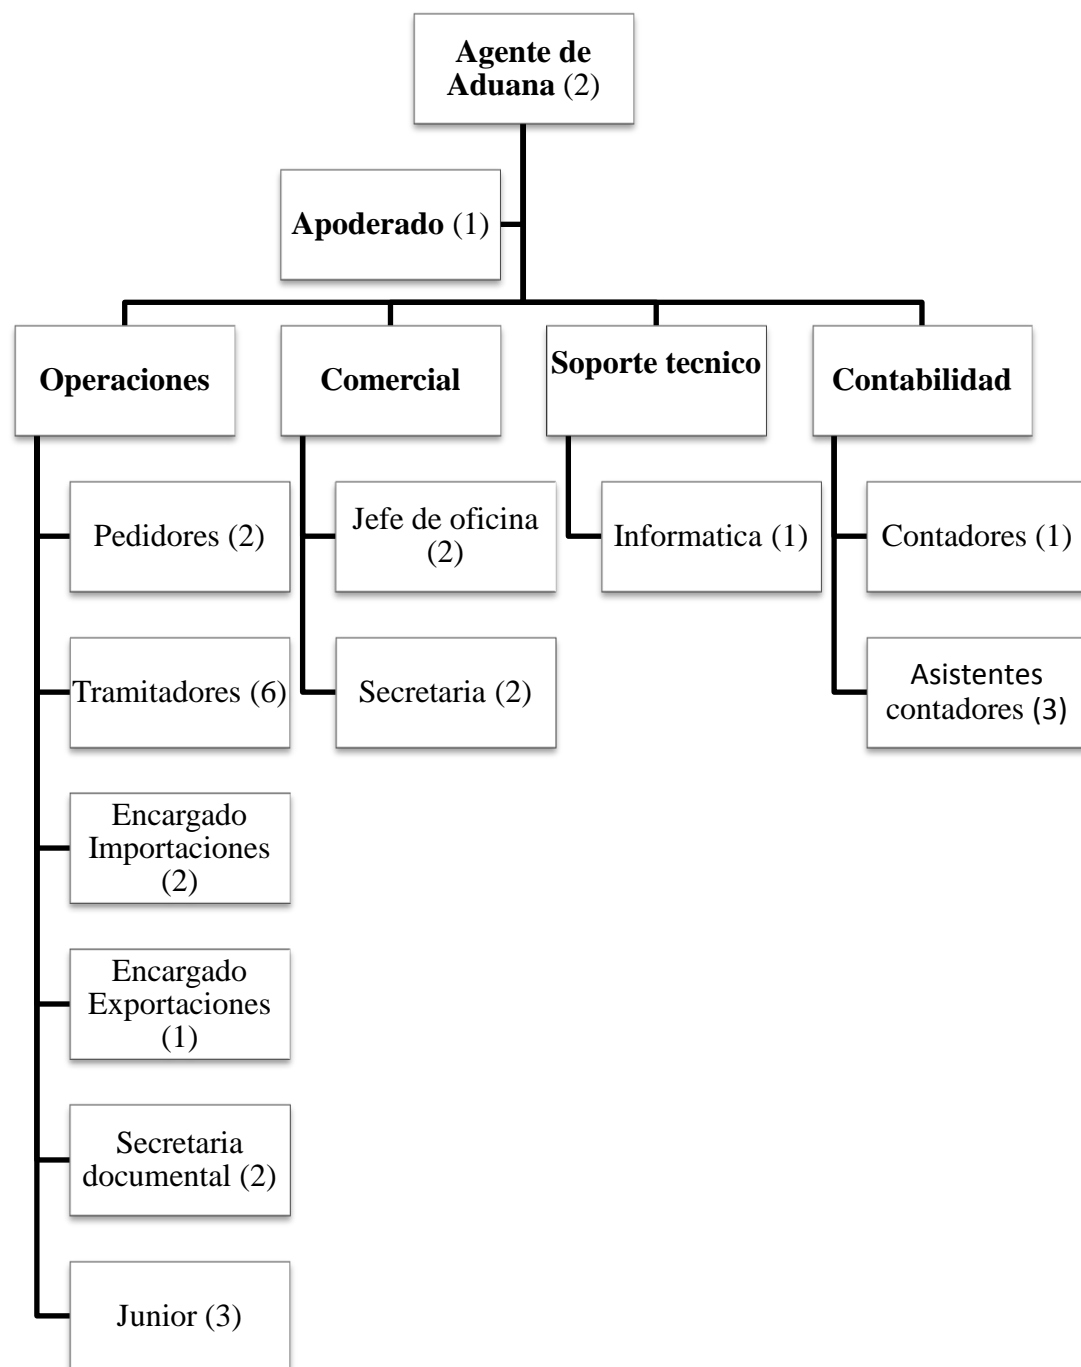 Agente de
Aduana (2)
Apoderado (1)
Operaciones
Comercial
Soporte tecnico
Contabilidad
Pedidores (2)
Jefe de oficina
(2)
Informatica (1)
Contadores (1)
Tramitadores (6)
Secretaria (2)
Asistentes
contadores (3)
Encargado
Importaciones
(2)
Encargado
Exportaciones
(1)
Secretaria
documental (2)
Junior (3)